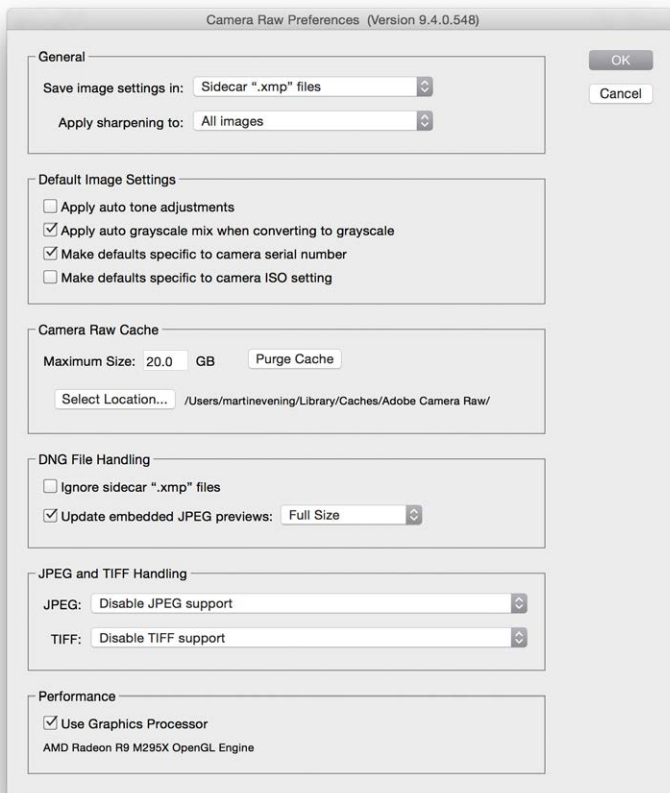 Camera Raw Preferences (Version 9.4.0.548)
General
OK
Save image settings in: Sidecar “.xmp” files
Cancel
Apply sharpening to: All images
Default Image Settings
Apply auto tone adjustments
Apply auto grayscale mix when converting to grayscale
Make defaults specific to camera serial number
Make defaults specific to camera ISO setting
Camera Raw Cache
Maximum Size: 20.0 GB Purge Cache
Select Location... /Users/martinevening/Library/Caches/Adobe Camera Raw/
DNG File Handling
Ignore sidecar “.xmp” files
Update embedded JPEG previews: Full Size
JPEG and TIFF Handling
JPEG: Disable JPEG support
TIFF: Disable TIFF support
Performance
Use Graphics Processor
AMD Radeon R9 M295X OpenGL Engine